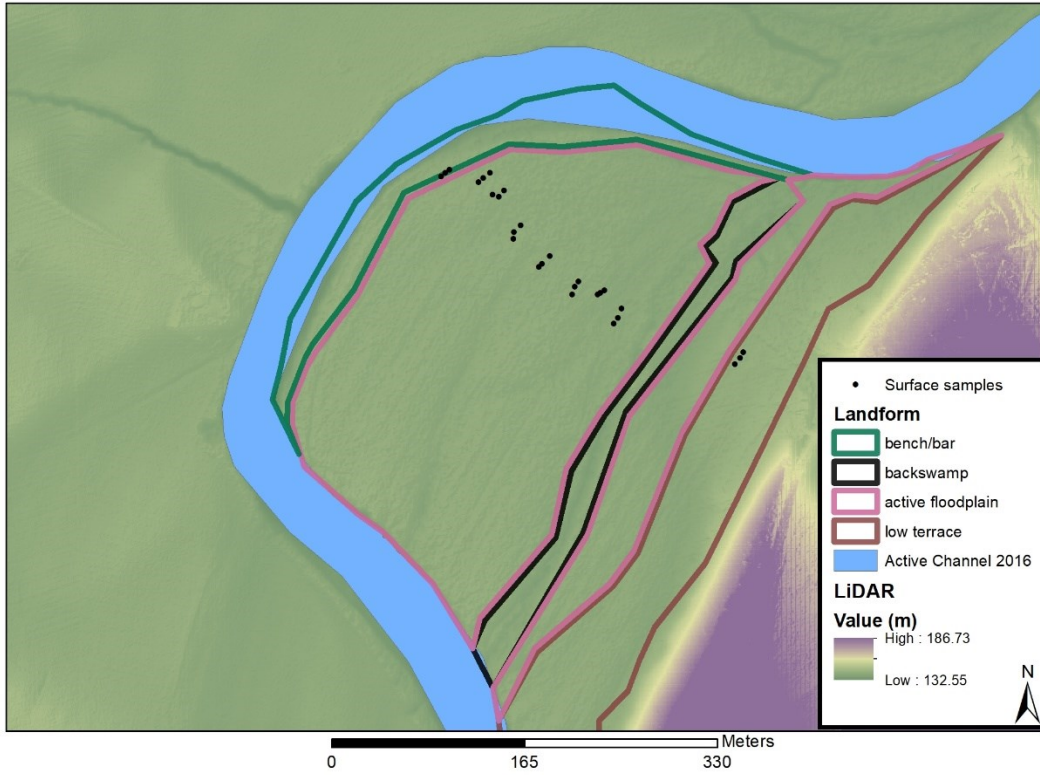 Surface samples
Landform
bench/bar
backswamp
active floodplain
low terrace
Active Channel 2016
LiDAR
Value (m)
High : 186.73
Low : 132.55
N
Meters
0 165 330